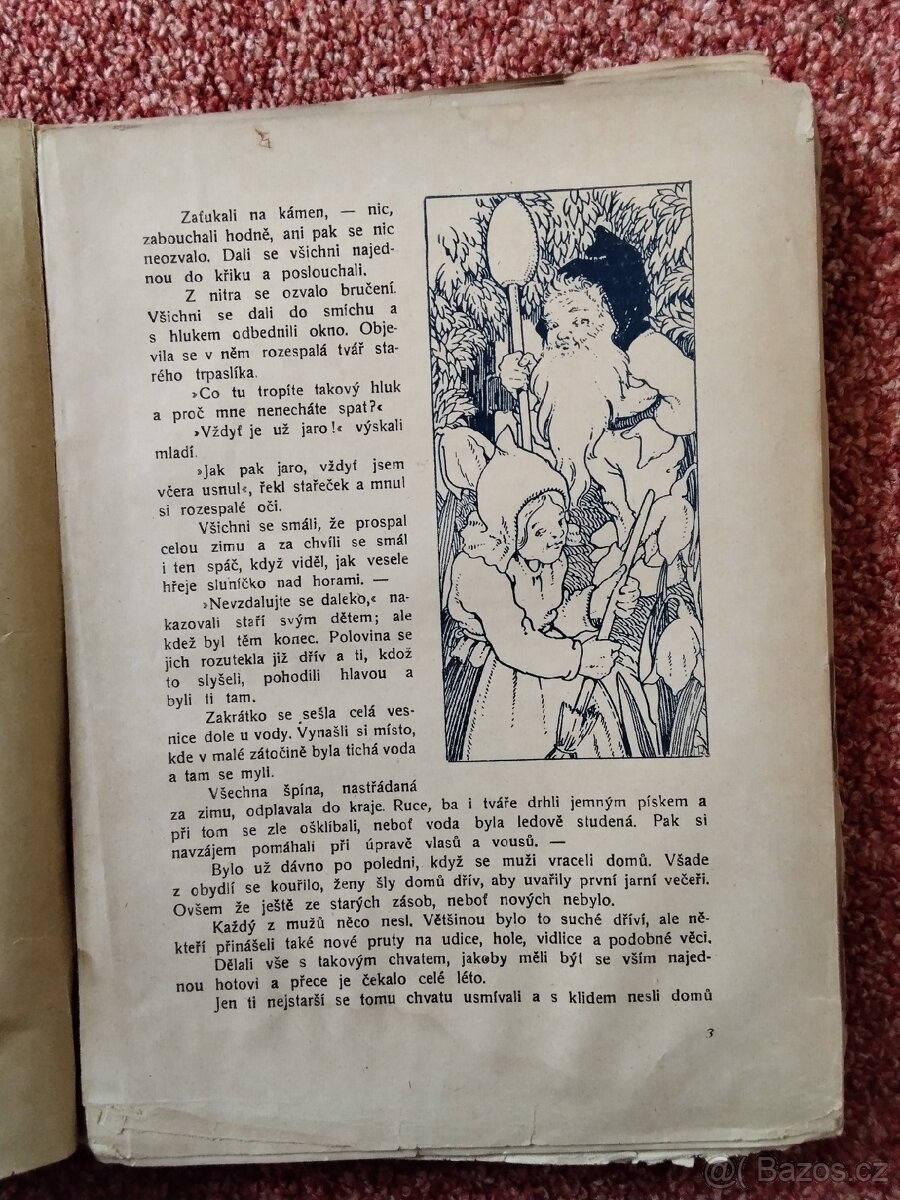 Zaťukali na kámen, — nic,
zabouchali hodně, ani pak se nic
neozvalo. Dali se všichni najed-
nou do křiku a poslouchali.
Z nitra se ozvalo bručení.
Všichni se dali do smíchu a
s hlukem odbednili okno. Obje-
vila se v něm rozespalá tvář sta-
rého trpaslíka.
»Co tu tropíte takový hluk
a proč mne nenecháte spat?«
»Vždyť je už jaro!« výskali
mladí.
»Jak pak jaro, vždyť jsem
včera usnul«, řekl stařeček a mnul
si rozespalé oči.
Všichni se smáli, že prospal
celou zimu a za chvíli se smál
i ten spáč, když viděl, jak vesele
hřeje sluníčko nad horami. —
»Nevzdalujte se daleko,« na-
kazovali staří svým dětem; ale
kdež byl těm konec. Polovina se
jich rozutekla již dřív a ti, kdož
to slyšeli, pohodili hlavou a
byli ti tam.
Zakrátko se sešla celá ves-
nice dole u vody. Vynašli si místo,
kde v malé zátočině byla tichá voda
a tam se myli.
Všechna špína, nastřádaná
za zimu, odplavala do kraje. Ruce, ba i tváře drhli jemným pískem a
při tom se zle ošklíbali, neboť voda byla ledově studená. Pak si
navzájem pomáhali při úpravě vlasů a vousů. —
Bylo už dávno po poledni, když se muži vraceli domů. Všade
z obydlí se kouřilo, ženy šly domů dřív, aby uvařily první jarní večeři.
Ovšem že ještě ze starých zásob, neboť nových nebylo.
Každý z mužů něco nesl. Většinou bylo to suché dříví, ale ně-
kteří přinášeli také nové pruty na udice, hole, vidlice a podobné věci.
Dělali vše s takovým chvatem, jakoby měli být se vším najed-
nou hotovi a přece je čekalo celé léto.
Jen ti nejstarší se tomu chvatu usmívali a s klidem nesli domů
3
@( Bazos.cz